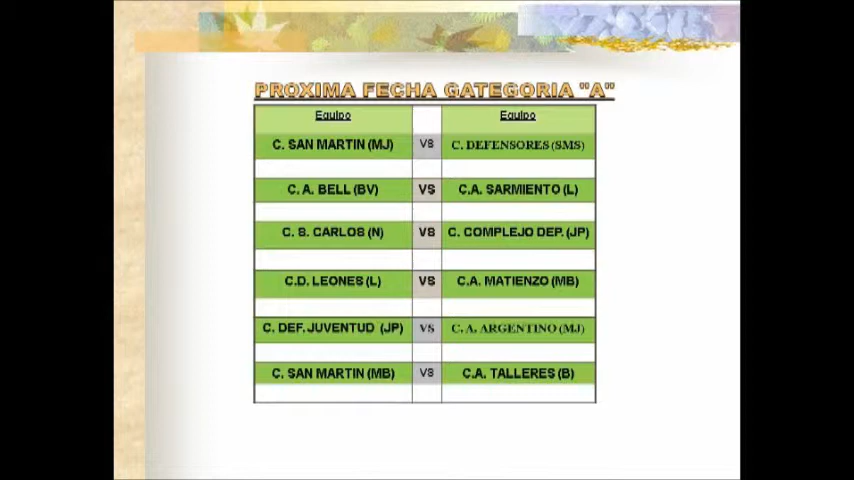 PROXIMA FECHA GATEGORIA "A"
Equipo Equipo
C. SAN MARTIN (MJ) VS C. DEFENSORES (SMS)
C. A. BELL (BV) VS C.A. SARMIENTO (L)
C. S. CARLOS (N) VS C. COMPLEJO DEP. (JP)
C.D. LEONES (L) VS C.A. MATIENZO (MB)
C. DEF. JUVENTUD (JP) VS C. A. ARGENTINO (MJ)
C. SAN MARTIN (MB) VS C.A. TALLERES (B)